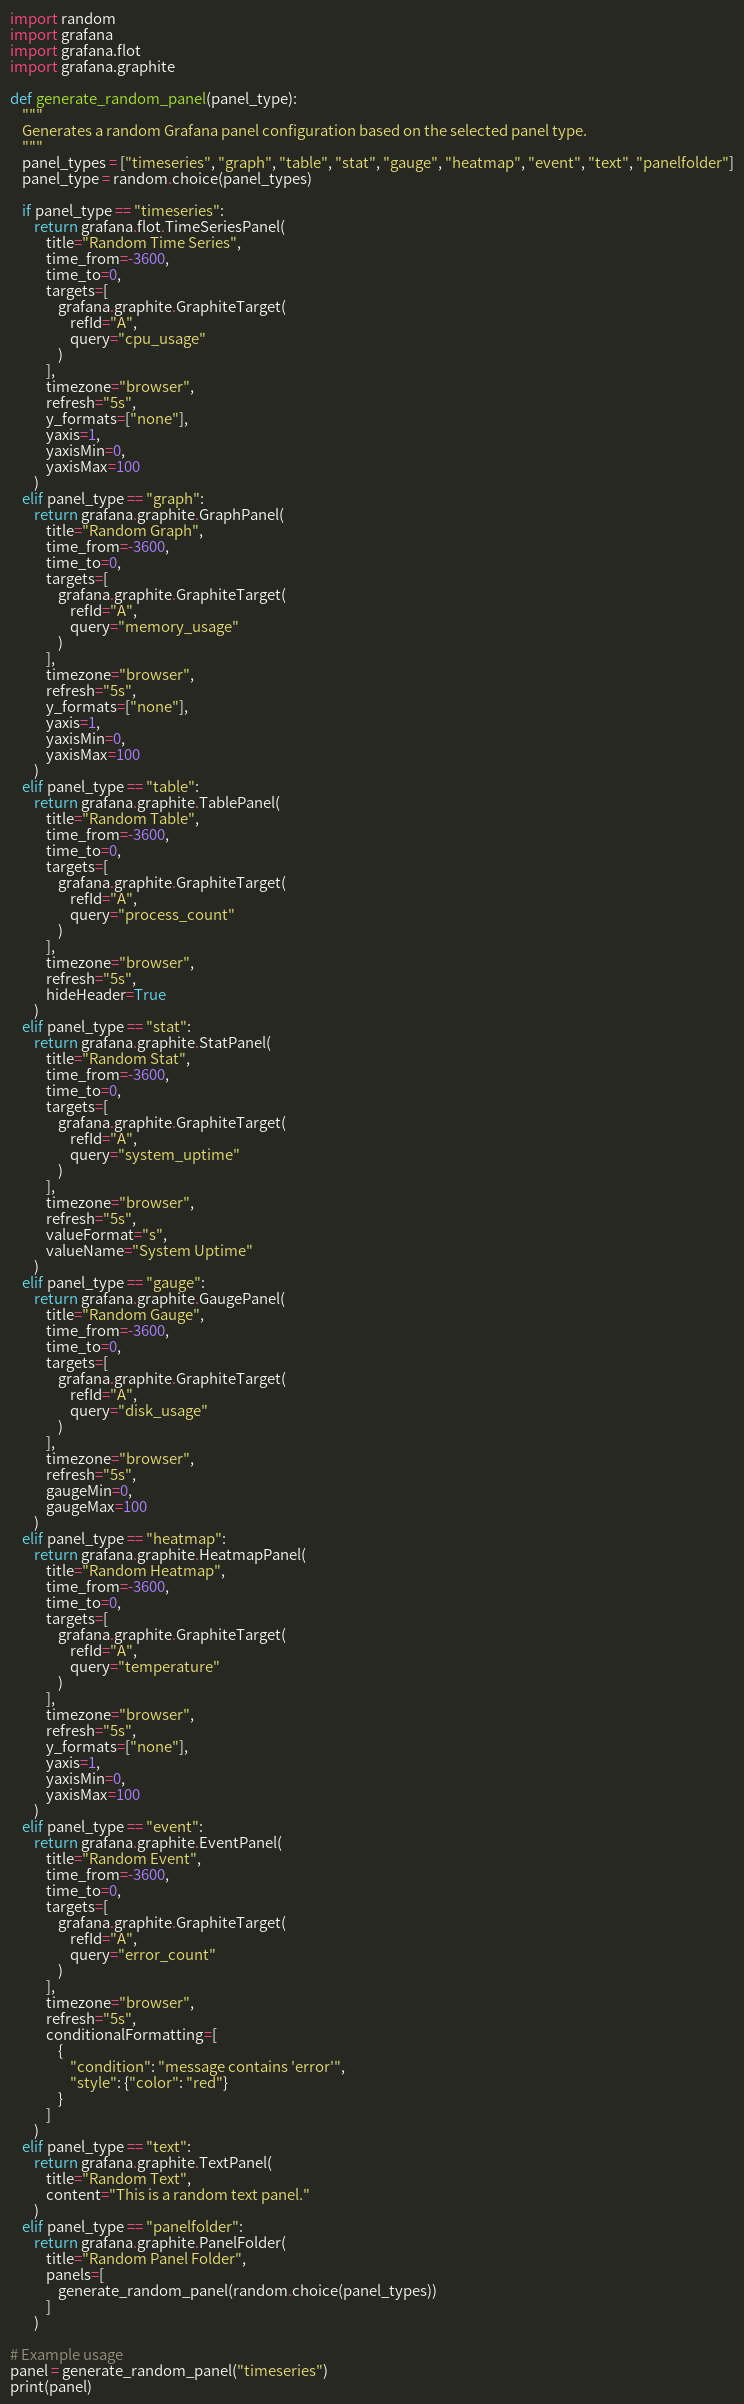 import random
import grafana
import grafana.flot
import grafana.graphite

def generate_random_panel(panel_type):
    """
    Generates a random Grafana panel configuration based on the selected panel type.
    """
    panel_types = ["timeseries", "graph", "table", "stat", "gauge", "heatmap", "event", "text", "panelfolder"]
    panel_type = random.choice(panel_types)

    if panel_type == "timeseries":
        return grafana.flot.TimeSeriesPanel(
            title="Random Time Series",
            time_from=-3600,
            time_to=0,
            targets=[
                grafana.graphite.GraphiteTarget(
                    refId="A",
                    query="cpu_usage"
                )
            ],
            timezone="browser",
            refresh="5s",
            y_formats=["none"],
            yaxis=1,
            yaxisMin=0,
            yaxisMax=100
        )
    elif panel_type == "graph":
        return grafana.graphite.GraphPanel(
            title="Random Graph",
            time_from=-3600,
            time_to=0,
            targets=[
                grafana.graphite.GraphiteTarget(
                    refId="A",
                    query="memory_usage"
                )
            ],
            timezone="browser",
            refresh="5s",
            y_formats=["none"],
            yaxis=1,
            yaxisMin=0,
            yaxisMax=100
        )
    elif panel_type == "table":
        return grafana.graphite.TablePanel(
            title="Random Table",
            time_from=-3600,
            time_to=0,
            targets=[
                grafana.graphite.GraphiteTarget(
                    refId="A",
                    query="process_count"
                )
            ],
            timezone="browser",
            refresh="5s",
            hideHeader=True
        )
    elif panel_type == "stat":
        return grafana.graphite.StatPanel(
            title="Random Stat",
            time_from=-3600,
            time_to=0,
            targets=[
                grafana.graphite.GraphiteTarget(
                    refId="A",
                    query="system_uptime"
                )
            ],
            timezone="browser",
            refresh="5s",
            valueFormat="s",
            valueName="System Uptime"
        )
    elif panel_type == "gauge":
        return grafana.graphite.GaugePanel(
            title="Random Gauge",
            time_from=-3600,
            time_to=0,
            targets=[
                grafana.graphite.GraphiteTarget(
                    refId="A",
                    query="disk_usage"
                )
            ],
            timezone="browser",
            refresh="5s",
            gaugeMin=0,
            gaugeMax=100
        )
    elif panel_type == "heatmap":
        return grafana.graphite.HeatmapPanel(
            title="Random Heatmap",
            time_from=-3600,
            time_to=0,
            targets=[
                grafana.graphite.GraphiteTarget(
                    refId="A",
                    query="temperature"
                )
            ],
            timezone="browser",
            refresh="5s",
            y_formats=["none"],
            yaxis=1,
            yaxisMin=0,
            yaxisMax=100
        )
    elif panel_type == "event":
        return grafana.graphite.EventPanel(
            title="Random Event",
            time_from=-3600,
            time_to=0,
            targets=[
                grafana.graphite.GraphiteTarget(
                    refId="A",
                    query="error_count"
                )
            ],
            timezone="browser",
            refresh="5s",
            conditionalFormatting=[
                {
                    "condition": "message contains 'error'",
                    "style": {"color": "red"}
                }
            ]
        )
    elif panel_type == "text":
        return grafana.graphite.TextPanel(
            title="Random Text",
            content="This is a random text panel."
        )
    elif panel_type == "panelfolder":
        return grafana.graphite.PanelFolder(
            title="Random Panel Folder",
            panels=[
                generate_random_panel(random.choice(panel_types))
            ]
        )

# Example usage
panel = generate_random_panel("timeseries")
print(panel)